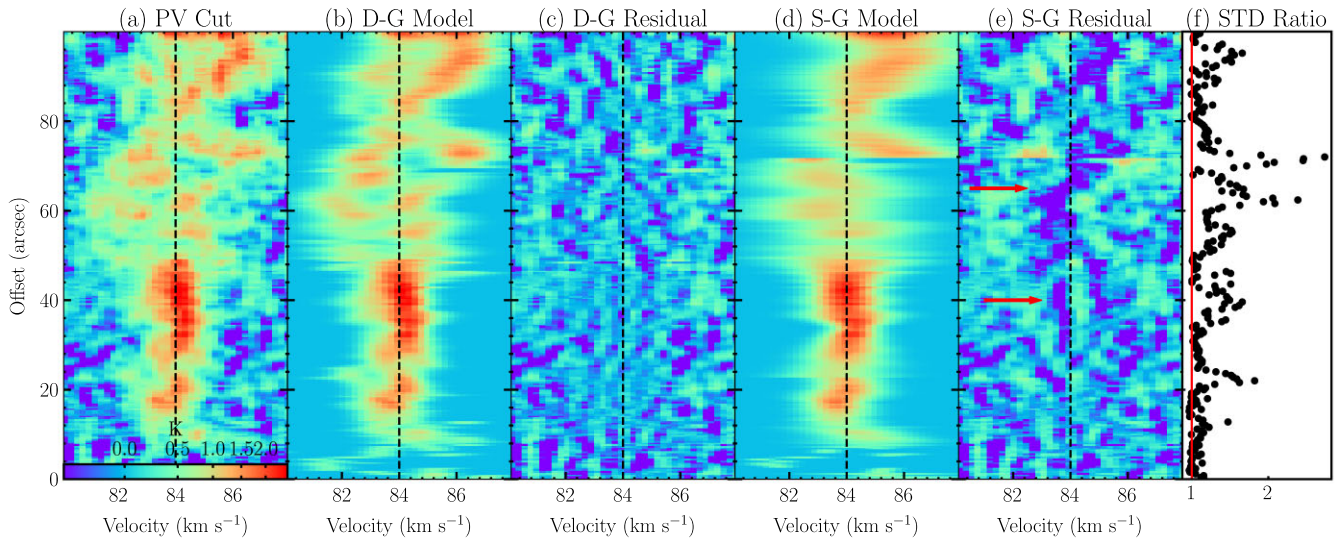 (a) PV Cut (b) D-G Model (c) D-G Residual (d) S-G Model (e) S-G Residual (f) STD Ratio
80
60
40
20
0
Offset (arcsec)
K
0.0 0.5 1.0 1.52.0
82 84 86 82 84 86 82 84 86 82 84 86 82 84 86 1 2
Velocity (km s⁻¹) Velocity (km s⁻¹) Velocity (km s⁻¹) Velocity (km s⁻¹) Velocity (km s⁻¹)